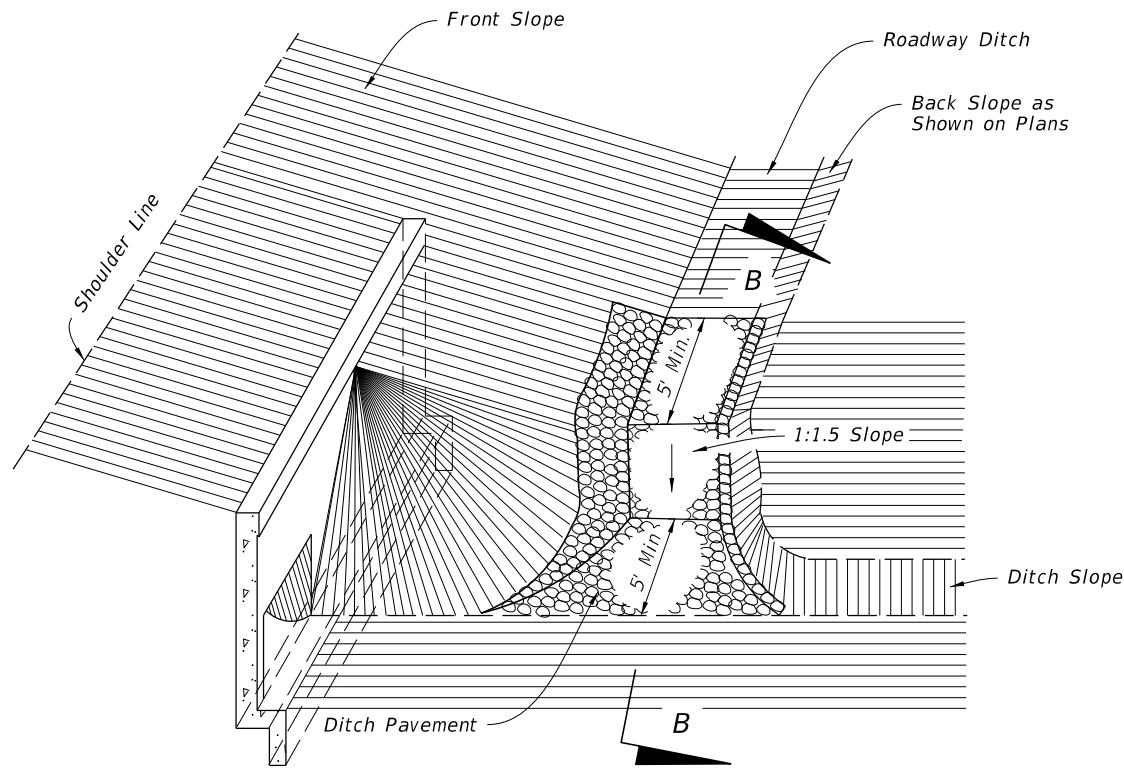 Front Slope
Roadway Ditch
Back Slope as
Shown on Plans
Shoulder Line
B
5' Min.
1:1.5 Slope
5' Min
Ditch Slope
Ditch Pavement
B